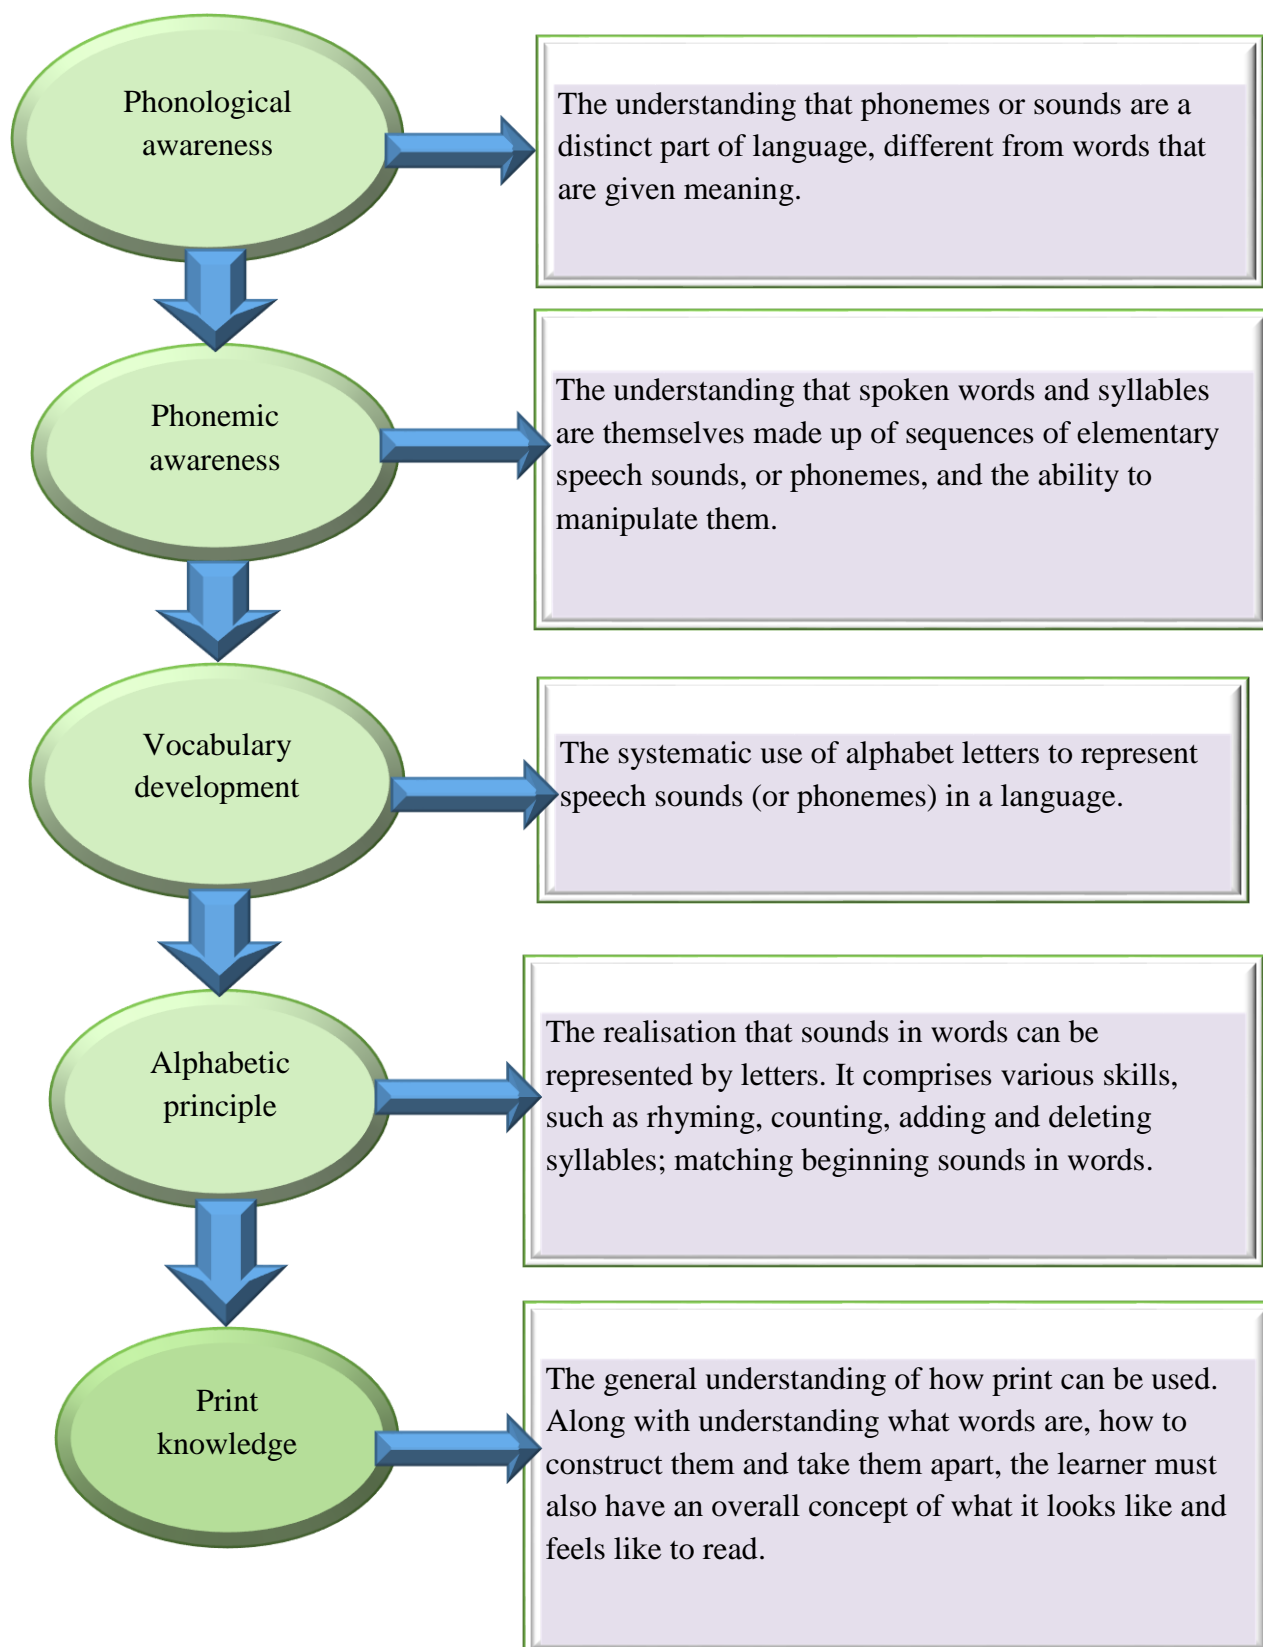 Phonological
awareness
The understanding that phonemes or sounds are a
distinct part of language, different from words that
are given meaning.
Phonemic
awareness
The understanding that spoken words and syllables
are themselves made up of sequences of elementary
speech sounds, or phonemes, and the ability to
manipulate them.
Vocabulary
development
The systematic use of alphabet letters to represent
speech sounds (or phonemes) in a language.
Alphabetic
principle
The realisation that sounds in words can be
represented by letters. It comprises various skills,
such as rhyming, counting, adding and deleting
syllables; matching beginning sounds in words.
Print
knowledge
The general understanding of how print can be used.
Along with understanding what words are, how to
construct them and take them apart, the learner must
also have an overall concept of what it looks like and
feels like to read.